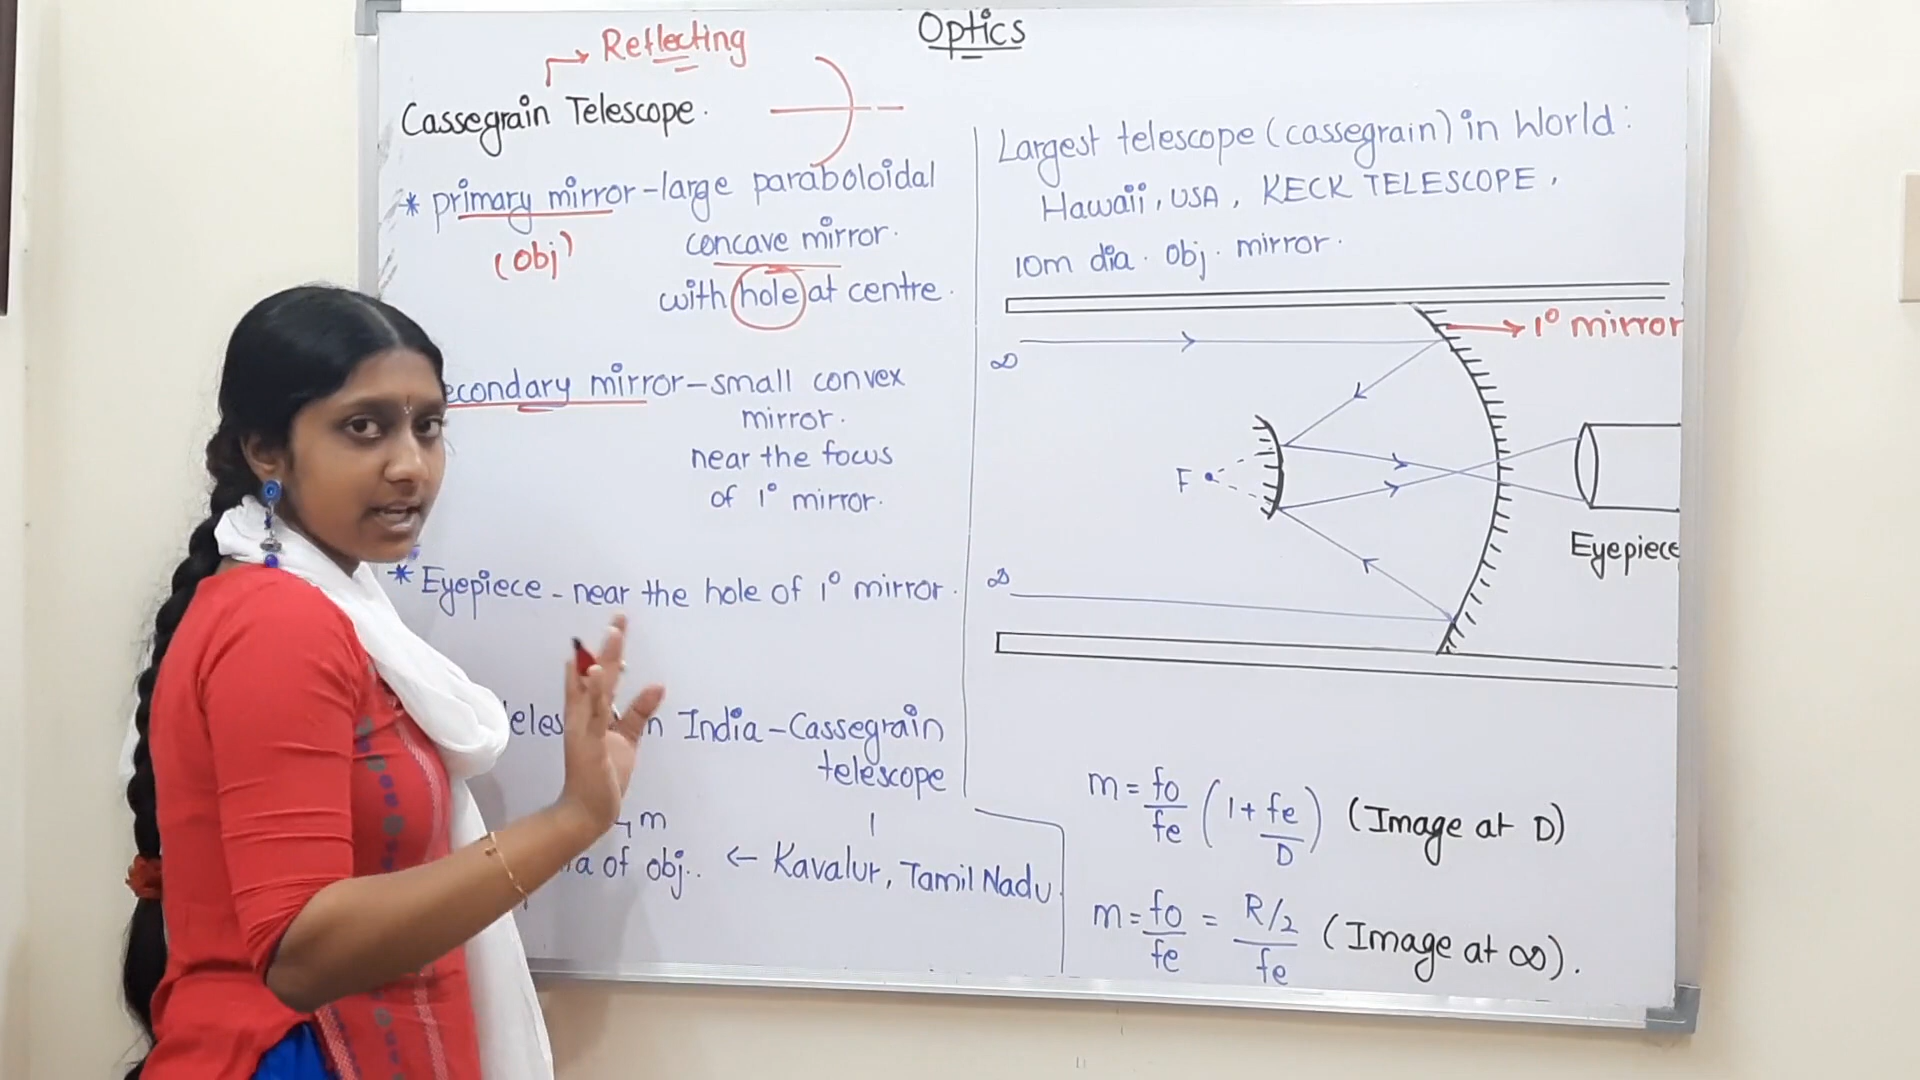 Optics
Reflecting
Cassegrain Telescope.
* primary mirror - large paraboloidal
(obj)
concave mirror.
with hole at centre.
mirror - small convex
mirror.
near the focus
of 1° mirror.
* Eyepiece - near the hole of 1° mirror.
India - Cassegrain
telescope
m
of obj.. ← Kavalur, Tamil Nadu
Largest telescope (cassegrain) in World:
Hawaii, USA, KECK TELESCOPE,
10m dia. obj. mirror.
1° mirror
∞
F
Eyepiece
∞
m = fo/fe (1 + fe/D) (Image at D)
m = fo/fe = R/2/fe (Image at ∞).